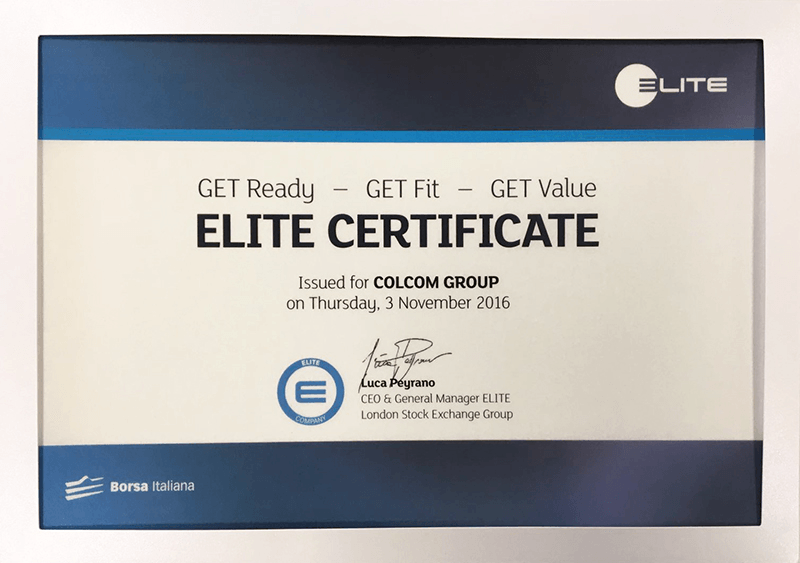 ELITE
GET Ready – GET Fit – GET Value
ELITE CERTIFICATE
Issued for COLCOM GROUP
on Thursday, 3 November 2016
ELITE
COMPANY
Luca Peyrano
CEO & General Manager ELITE
London Stock Exchange Group
Borsa Italiana